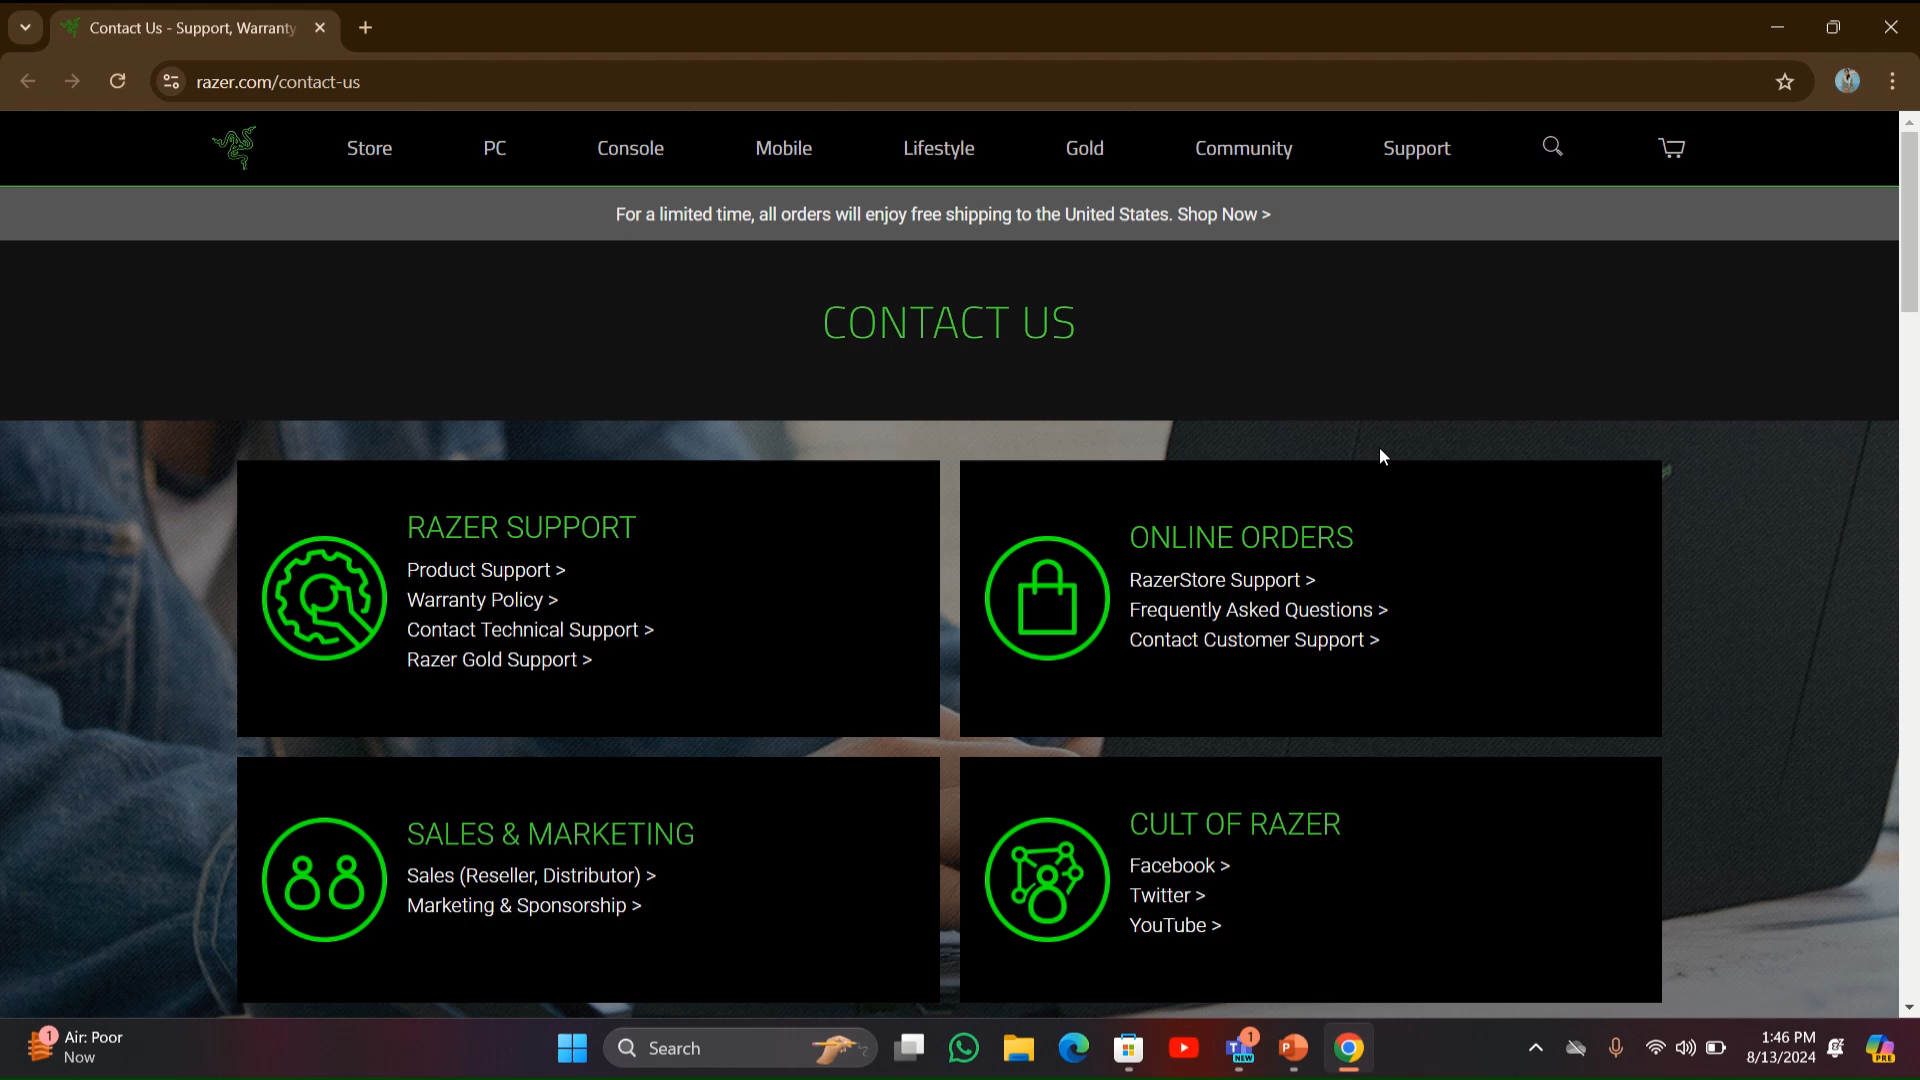 Contact Us - Support, Warranty
razer.com/contact-us
Store PC Console Mobile Lifestyle Gold Community Support
For a limited time, all orders will enjoy free shipping to the United States. Shop Now >
CONTACT US
RAZER SUPPORT
Product Support >
Warranty Policy >
Contact Technical Support >
Razer Gold Support >
ONLINE ORDERS
RazerStore Support >
Frequently Asked Questions >
Contact Customer Support >
SALES & MARKETING
Sales (Reseller, Distributor) >
Marketing & Sponsorship >
CULT OF RAZER
Facebook >
Twitter >
YouTube >
1
Air: Poor
Now
Search
1
T
NEW
P
1:46 PM
8/13/2024
PRE